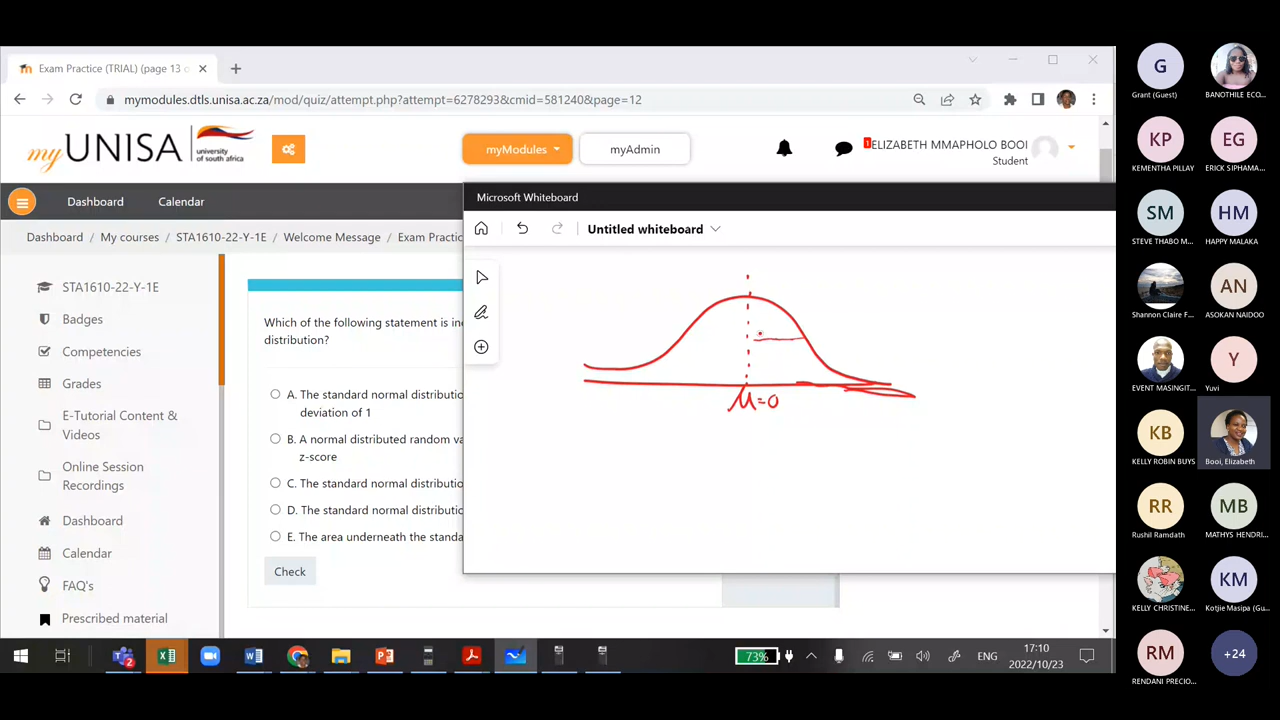 Exam Practice (TRIAL) (page 13 o
mymodules.dtls.unisa.ac.za/mod/quiz/attempt.php?attempt=6278293&cmid=581240&page=12
my UNISA
university
of south africa
myModules
myAdmin
1
ELIZABETH MMAPHOLO BOOI
Student
Dashboard
Calendar
Dashboard / My courses / STA1610-22-Y-1E / Welcome Message / Exam Practic
STA1610-22-Y-1E
Badges
Competencies
Grades
E-Tutorial Content &
Videos
Online Session
Recordings
Dashboard
Calendar
FAQ's
Prescribed material
Which of the following statement is in
distribution?
A. The standard normal distributio
deviation of 1
B. A normal distributed random va
z-score
C. The standard normal distributio
D. The standard normal distributio
E. The area underneath the standa
Check
Microsoft Whiteboard
Untitled whiteboard
μ=0
G
Grant (Guest)
BANOTHILE ECO...
KP
KEMENTHA PILLAY
EG
ERICK SIPHAMA...
SM
STEVE THABO M...
HM
HAPPY MALAKA
Shannon Claire F...
AN
ASOKAN NAIDOO
EVENT MASINGIT...
Y
Yuvi
KB
KELLY ROBIN BUYS
Booi, Elizabeth
RR
Rushil Ramdath
MB
MATHYS HENDRI...
KELLY CHRISTINE...
KM
Kotjie Masipa (Gu...
RM
RENDANI PRECIO...
+24
73%
ENG
17:10
2022/10/23